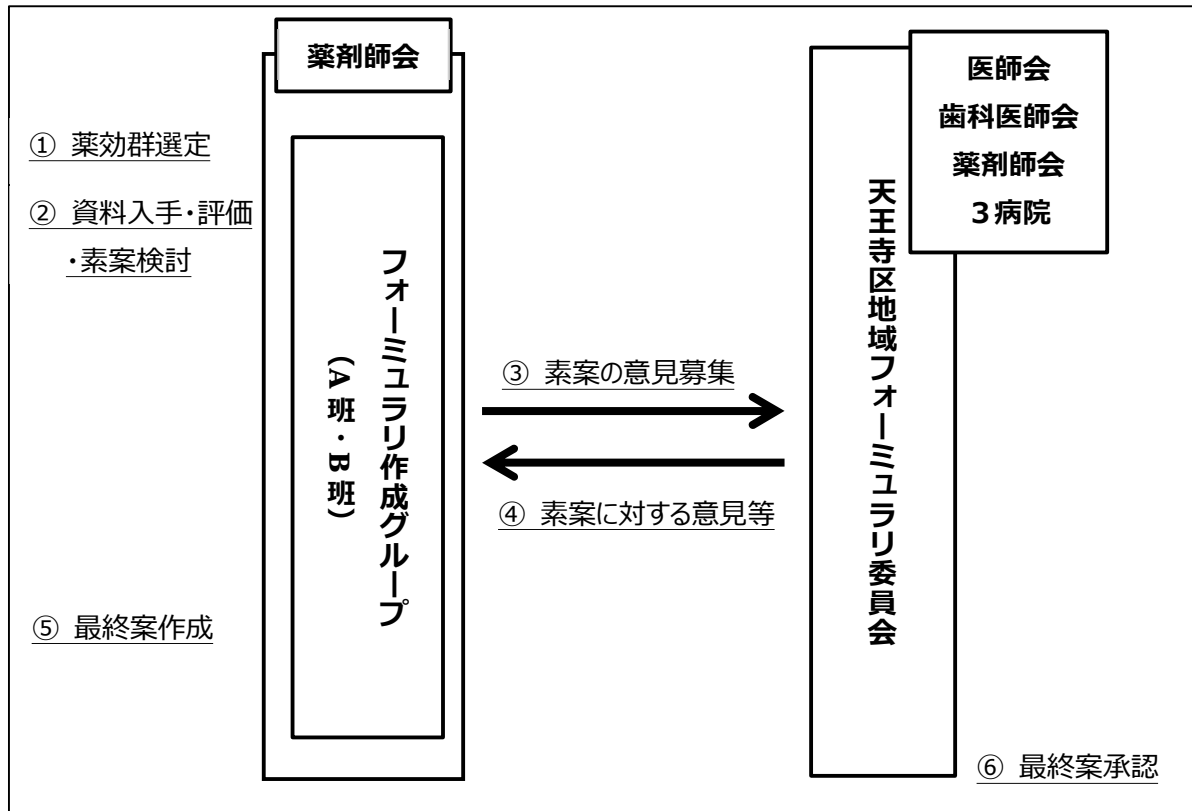 薬剤師会
① 薬効群選定
② 資料入手・評価
・素案検討
フォーミュラリ作成グループ
（A班・B班）
③ 素案の意見募集
④ 素案に対する意見等
⑤ 最終案作成
医師会
歯科医師会
薬剤師会
３病院
天王寺区地域フォーミュラリ委員会
⑥ 最終案承認